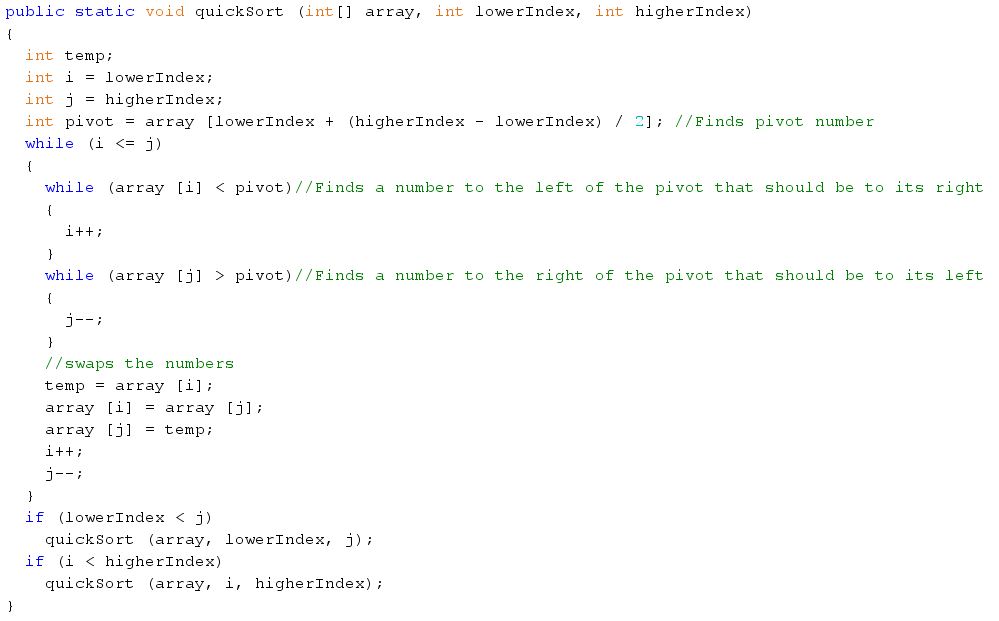 public static void quickSort (int[] array, int lowerIndex, int higherIndex)
{
  int temp;
  int i = lowerIndex;
  int j = higherIndex;
  int pivot = array [lowerIndex + (higherIndex - lowerIndex) / 2]; //Finds pivot number
  while (i <= j)
  {
    while (array [i] < pivot)//Finds a number to the left of the pivot that should be to its right
    {
      i++;
    }
    while (array [j] > pivot)//Finds a number to the right of the pivot that should be to its left
    {
      j--;
    }
    //swaps the numbers
    temp = array [i];
    array [i] = array [j];
    array [j] = temp;
    i++;
    j--;
  }
  if (lowerIndex < j)
    quickSort (array, lowerIndex, j);
  if (i < higherIndex)
    quickSort (array, i, higherIndex);
}